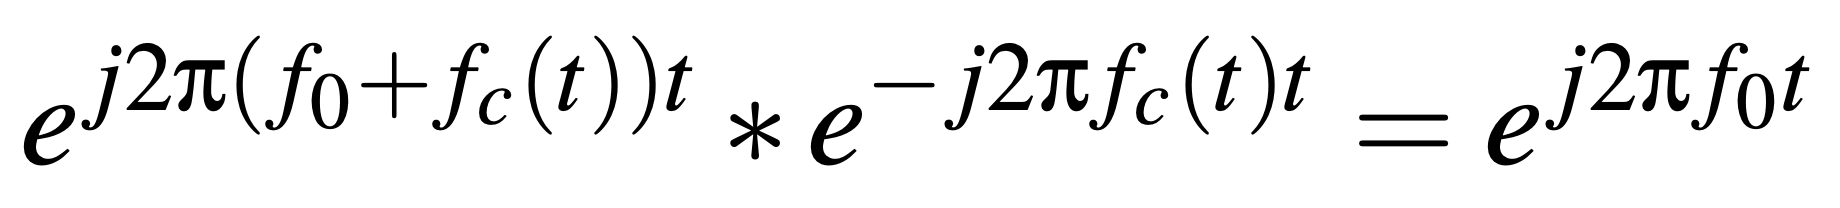 e^{j2π(f_0+f_c(t))t} * e^{-j2πf_c(t)t} = e^{j2πf_0t}